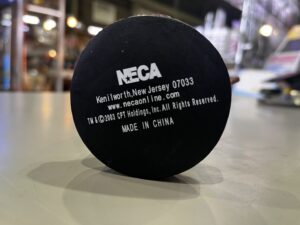 NECA
Kenilworth, New Jersey 07033
www.necaonline.com
TM & ©2003 CPT Holdings, Inc. All Rights Reserved.
MADE IN CHINA